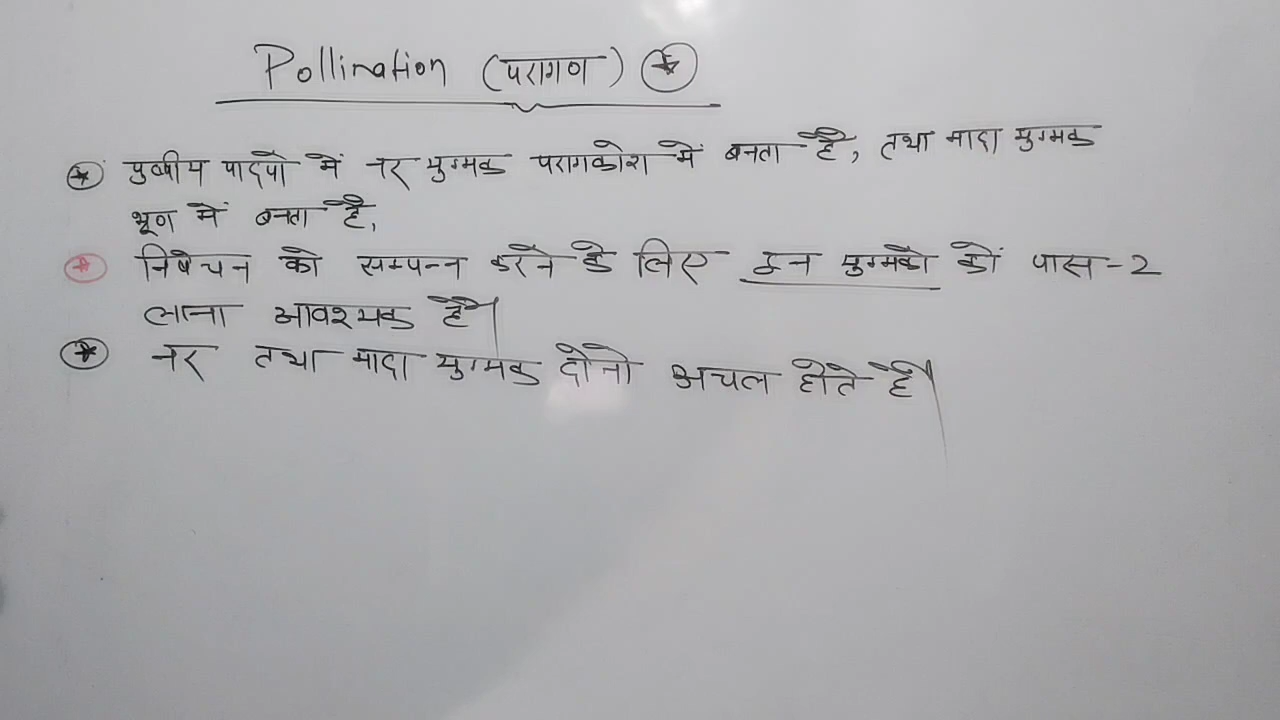 Pollination (परागण)
पुष्पीय पादपो में नर युग्मक परागकोश में बनता है, तथा मादा युग्मक
भ्रूण में बनता है,
निषेचन को सम्पन्न करने के लिए इन युग्मको को पास-2
लाना आवश्यक है।
नर तथा मादा युग्मक दोनो अचल होते है।